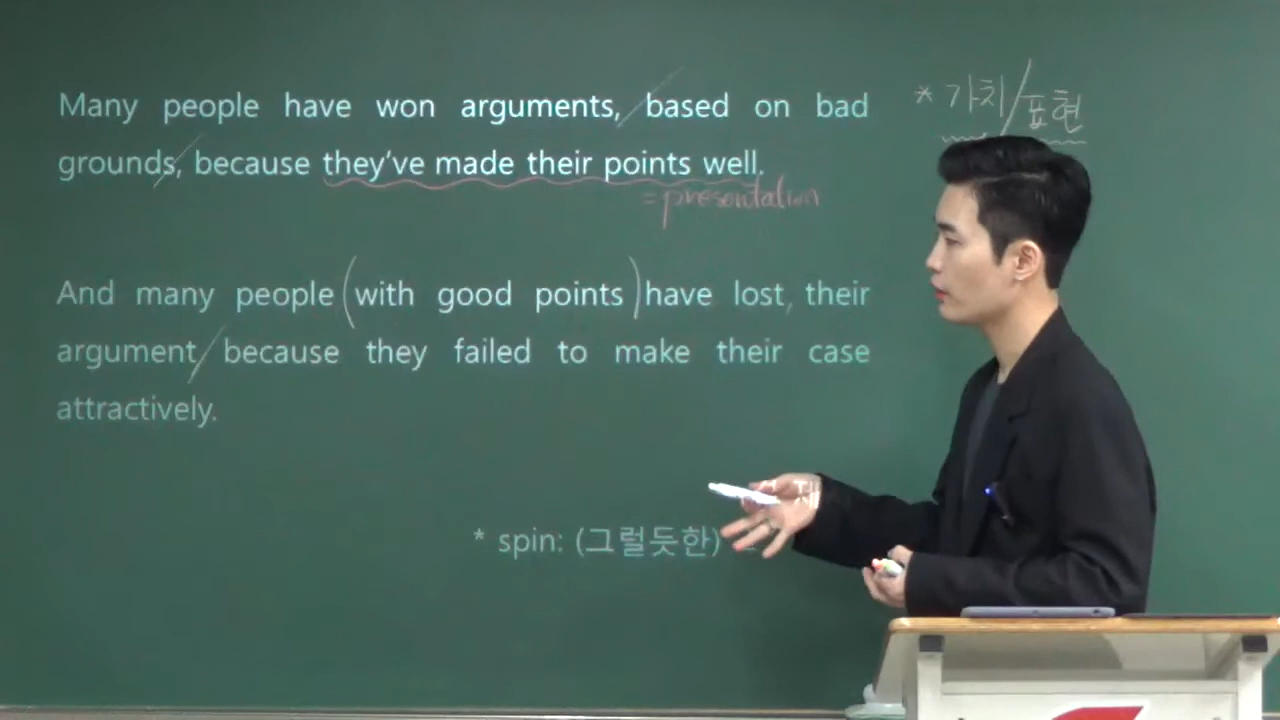 Many people have won arguments, based on bad
* 가치/표현
grounds, because they've made their points well.
= presentation
And many people (with good points) have lost, their
argument/ because they failed to make their case
attractively.
* spin: (그럴듯한)